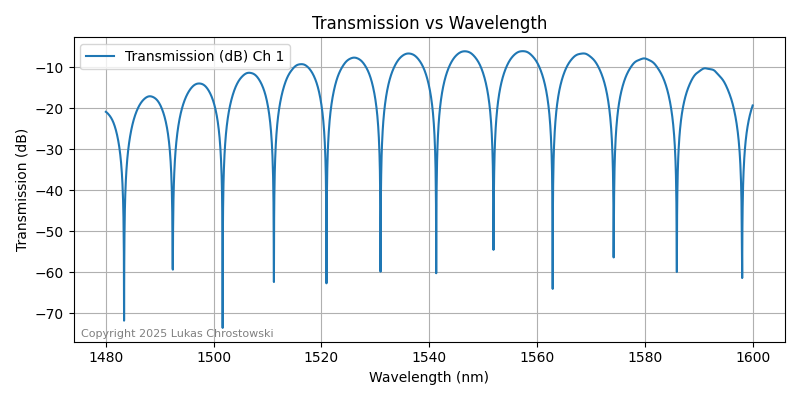 Transmission vs Wavelength
Transmission (dB) Ch 1
Transmission (dB)
−10
−20
−30
−40
−50
−60
−70
Copyright 2025 Lukas Chrostowski
1480 1500 1520 1540 1560 1580 1600
Wavelength (nm)